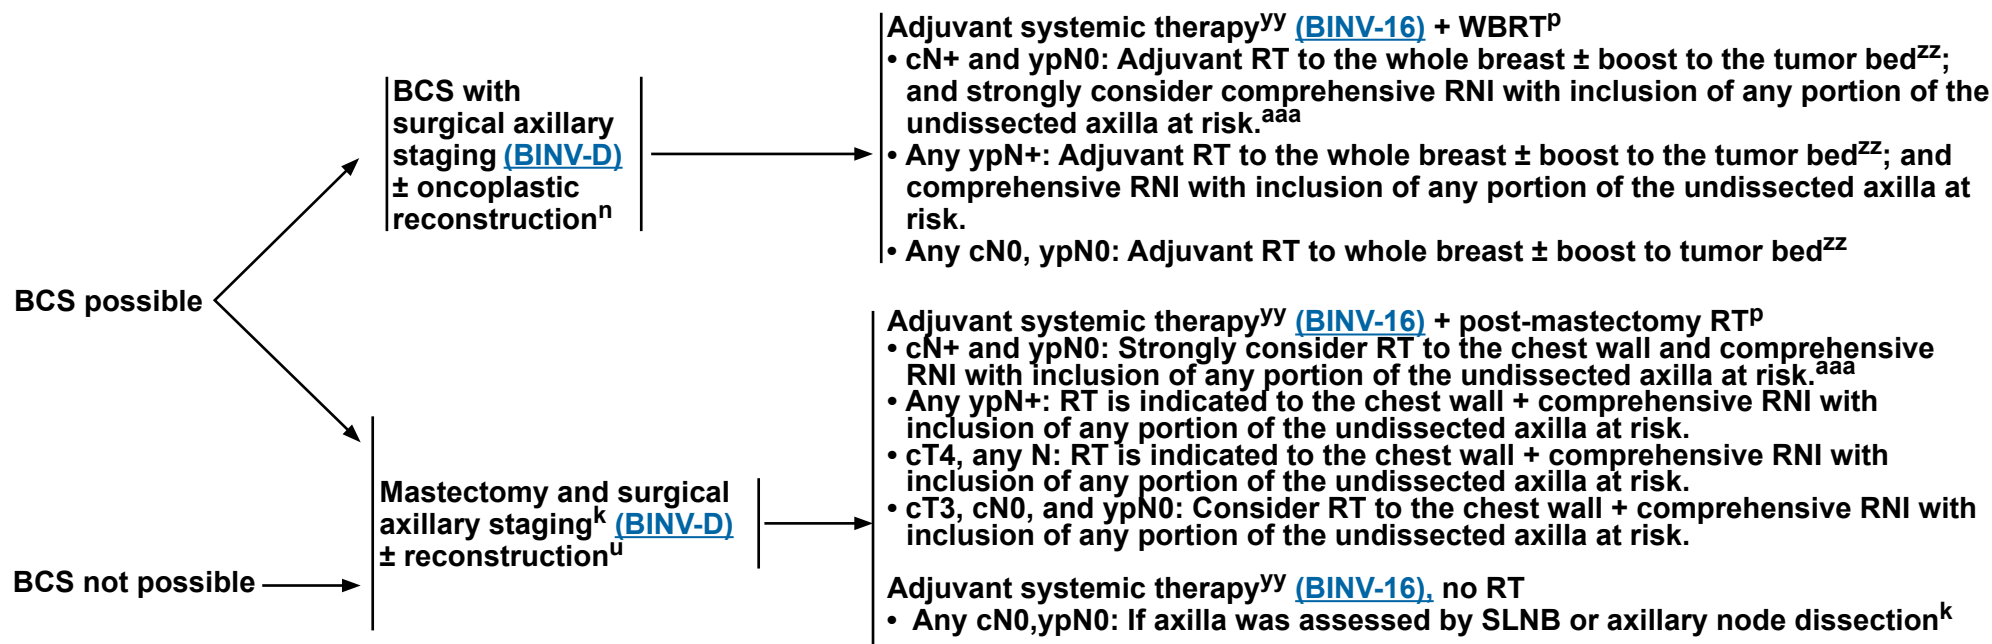 BCS possible
BCS with
surgical axillary
staging (BINV-D)
± oncoplastic
reconstructionⁿ
Adjuvant systemic therapyʸʸ (BINV-16) + WBRTᵖ
• cN+ and ypN0: Adjuvant RT to the whole breast ± boost to the tumor bedᶻᶻ;
and strongly consider comprehensive RNI with inclusion of any portion of the
undissected axilla at risk.ᵃᵃᵃ
• Any ypN+: Adjuvant RT to the whole breast ± boost to the tumor bedᶻᶻ; and
comprehensive RNI with inclusion of any portion of the undissected axilla at
risk.
• Any cN0, ypN0: Adjuvant RT to whole breast ± boost to tumor bedᶻᶻ
BCS not possible
Mastectomy and surgical
axillary stagingᵏ (BINV-D)
± reconstructionᵘ
Adjuvant systemic therapyʸʸ (BINV-16) + post-mastectomy RTᵖ
• cN+ and ypN0: Strongly consider RT to the chest wall and comprehensive
RNI with inclusion of any portion of the undissected axilla at risk.ᵃᵃᵃ
• Any ypN+: RT is indicated to the chest wall + comprehensive RNI with
inclusion of any portion of the undissected axilla at risk.
• cT4, any N: RT is indicated to the chest wall + comprehensive RNI with
inclusion of any portion of the undissected axilla at risk.
• cT3, cN0, and ypN0: Consider RT to the chest wall + comprehensive RNI with
inclusion of any portion of the undissected axilla at risk.
Adjuvant systemic therapyʸʸ (BINV-16), no RT
• Any cN0,ypN0: If axilla was assessed by SLNB or axillary node dissectionᵏ